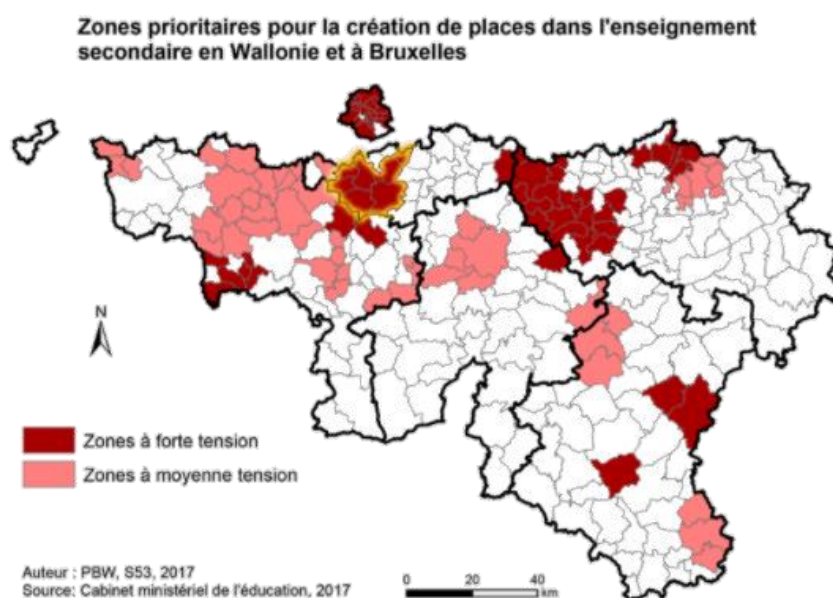 Zones prioritaires pour la création de places dans l'enseignement
secondaire en Wallonie et à Bruxelles
N
Zones à forte tension
Zones à moyenne tension
Auteur : PBW, S53, 2017
Source: Cabinet ministériel de l'éducation, 2017
0 20 40
km